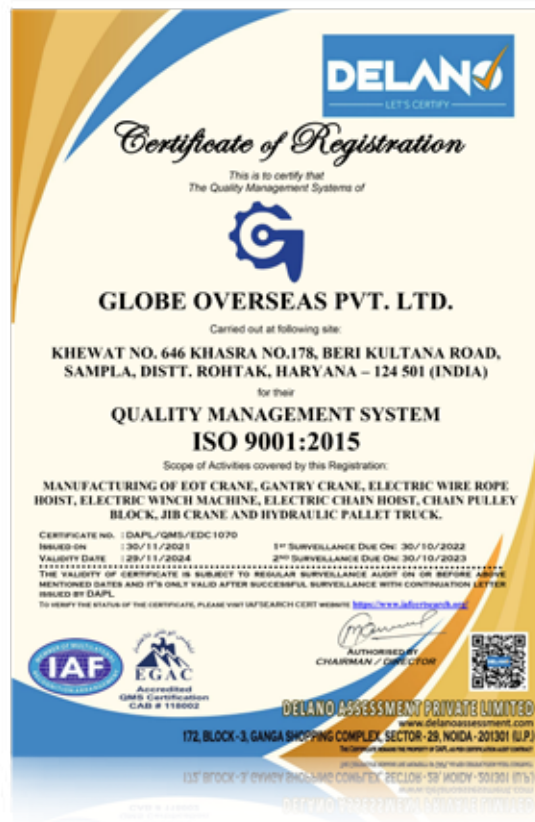 DELANO
LET'S CERTIFY
Certificate of Registration
This is to certify that
The Quality Management Systems of
GLOBE OVERSEAS PVT. LTD.
Carried out at following site:
KHEWAT NO. 646 KHASRA NO.178, BERI KULTANA ROAD,
SAMPLA, DISTT. ROHTAK, HARYANA – 124 501 (INDIA)
for their
QUALITY MANAGEMENT SYSTEM
ISO 9001:2015
Scope of Activities covered by this Registration:
MANUFACTURING OF EOT CRANE, GANTRY CRANE, ELECTRIC WIRE ROPE
HOIST, ELECTRIC WINCH MACHINE, ELECTRIC CHAIN HOIST, CHAIN PULLEY
BLOCK, JIB CRANE AND HYDRAULIC PALLET TRUCK.
CERTIFICATE NO. : DAPL/QMS/EDC1070
ISSUED ON : 30/11/2021 1ST SURVEILLANCE DUE ON: 30/10/2022
VALIDITY DATE : 29/11/2024 2ND SURVEILLANCE DUE ON: 30/10/2023
THE VALIDITY OF CERTIFICATE IS SUBJECT TO REGULAR SURVEILLANCE AUDIT ON OR BEFORE ABOVE
MENTIONED DATES AND IT'S ONLY VALID AFTER SUCCESSFUL SURVEILLANCE WITH CONTINUATION LETTER
ISSUED BY DAPL
TO VERIFY THE STATUS OF THE CERTIFICATE, PLEASE VISIT IAFSEARCH CERT WEBSITE https://www.iafcertsearch.org/
AUTHORISED BY
CHAIRMAN / DIRECTOR
IAF
EGAC
Accredited
QMS Certification
CAB # 118002
DELANO
DELANO ASSESSMENT PRIVATE LIMITED
www.delanoassessment.com
172, BLOCK-3, GANGA SHOPPING COMPLEX, SECTOR-29, NOIDA-201301 (U.P.)